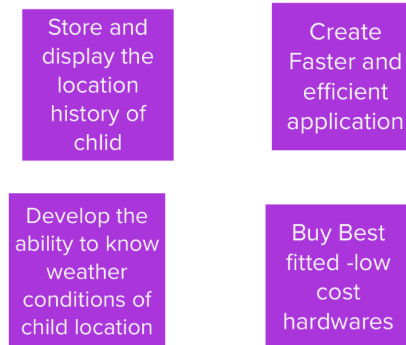 Store and
display the
location
history of
chlid
Create
Faster and
efficient
application
Develop the
ability to know
weather
conditions of
child location
Buy Best
fitted -low
cost
hardwares